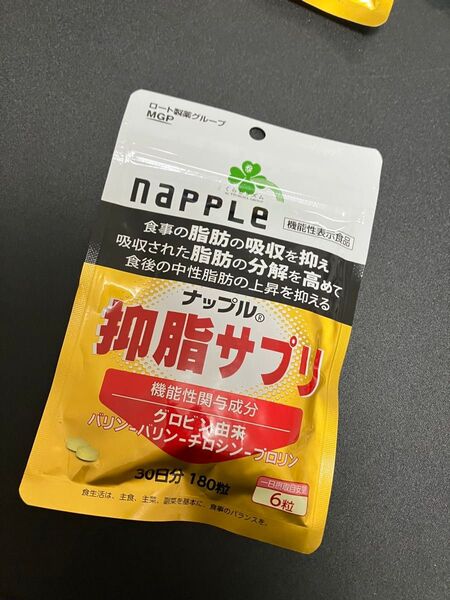 ロート製薬グループ
MGP
naPPLe
機能性表示食品
食事の脂肪の吸収を抑え
吸収された脂肪の分解を高めて
食後の中性脂肪の上昇を抑える
ナップル®
抑脂サプリ
機能性関与成分
グロビン由来
バリン-バリン-チロシン-プロリン
30日分 180粒
一日摂取目安量
6粒
食生活は、主食、主菜、副菜を基本に、食事のバランスを。